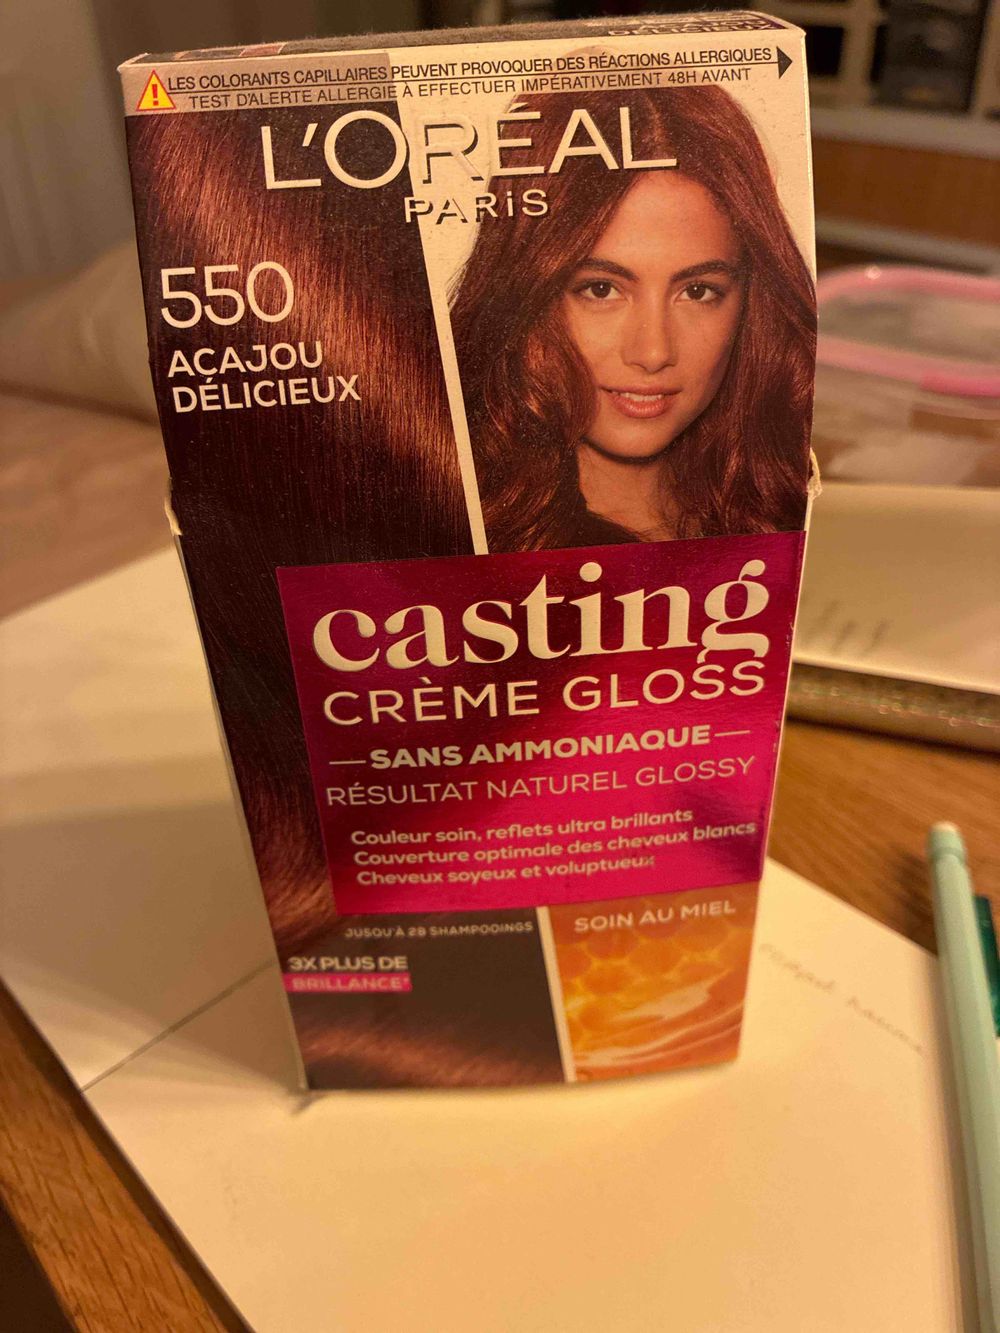 LES COLORANTS CAPILLAIRES PEUVENT PROVOQUER DES RÉACTIONS ALLERGIQUES
TEST D'ALERTE ALLERGIE À EFFECTUER IMPÉRATIVEMENT 48H AVANT
L'ORÉAL
PARIS
550
ACAJOU
DÉLICIEUX
casting
CRÈME GLOSS
SANS AMMONIAQUE
RÉSULTAT NATUREL GLOSSY
Couleur soin, reflets ultra brillants
Couverture optimale des cheveux blancs
Cheveux soyeux et voluptueux
JUSQU'À 28 SHAMPOOINGS
SOIN AU MIEL
3X PLUS DE
BRILLANCE*